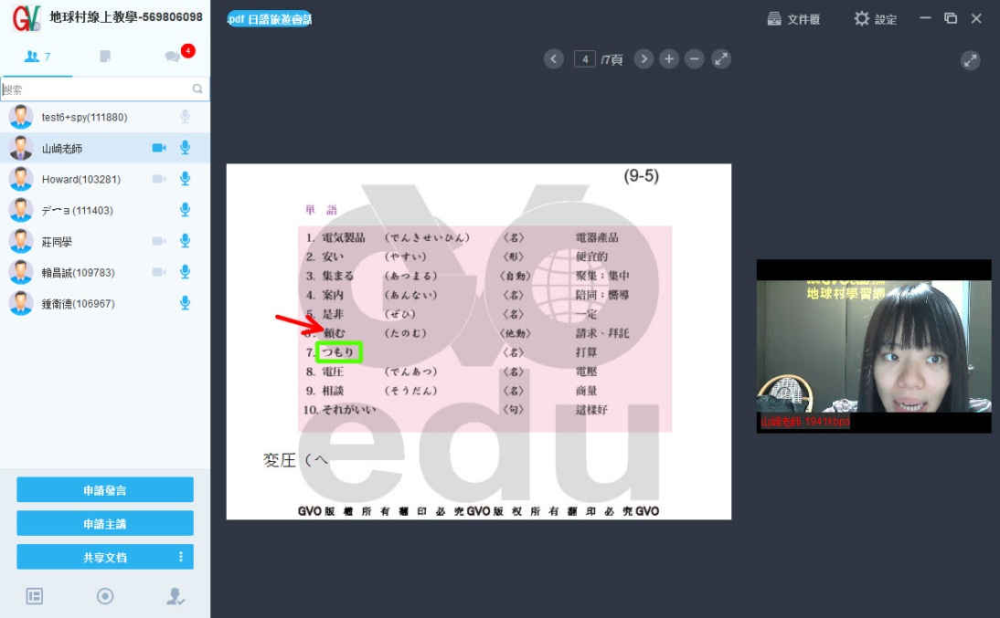 GV 地球村線上教學-569806098
.pdf 日語旅遊會話
文件櫃
設定
7
4
4 /7頁
搜索
test6+spy(111880)
山崎老師
Howard(103281)
デーョ(111403)
莊同學
賴昌誠(109783)
鍾衛德(106967)
申請發言
申請主講
共享文档
(9-5)
単 語
1. 電気製品 (でんきせいひん) 〈名〉 電器產品
2. 安い (やすい) 〈形〉 便宜的
3. 集まる (あつまる) 〈自動〉 聚集；集中
4. 案内 (あんない) 〈名〉 陪同；嚮導
5. 是非 (ぜひ) 〈名〉 一定
頼む (たのむ) 〈他動〉 請求、拜託
7. つもり 〈名〉 打算
8. 電圧 (でんあつ) 〈名〉 電壓
9. 相談 (そうだん) 〈名〉 商量
10. それがいい 〈句〉 這樣好
変圧（へ
GVO edu
GVO 版 權 所 有 翻 印 必 究 GVO 版 权 所 有 翻 印 必 究 GVO
地球村學習網
山崎老師 1941kbps